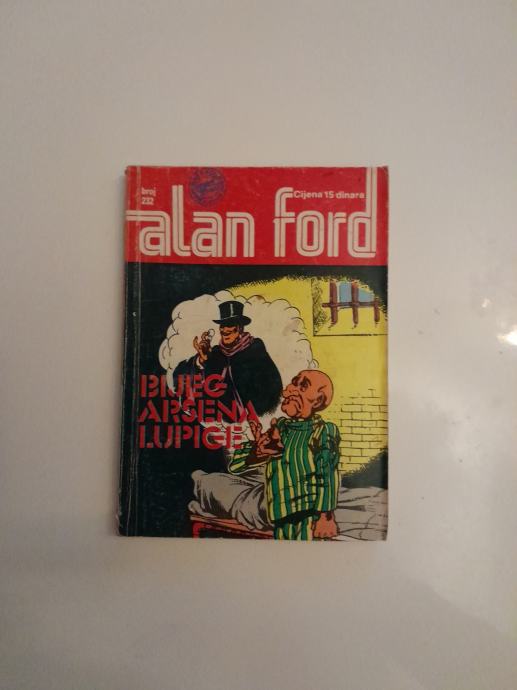 broj
232
Cijena 15 dinara
alan ford
BIJEG
ARSENA
LUPIGE